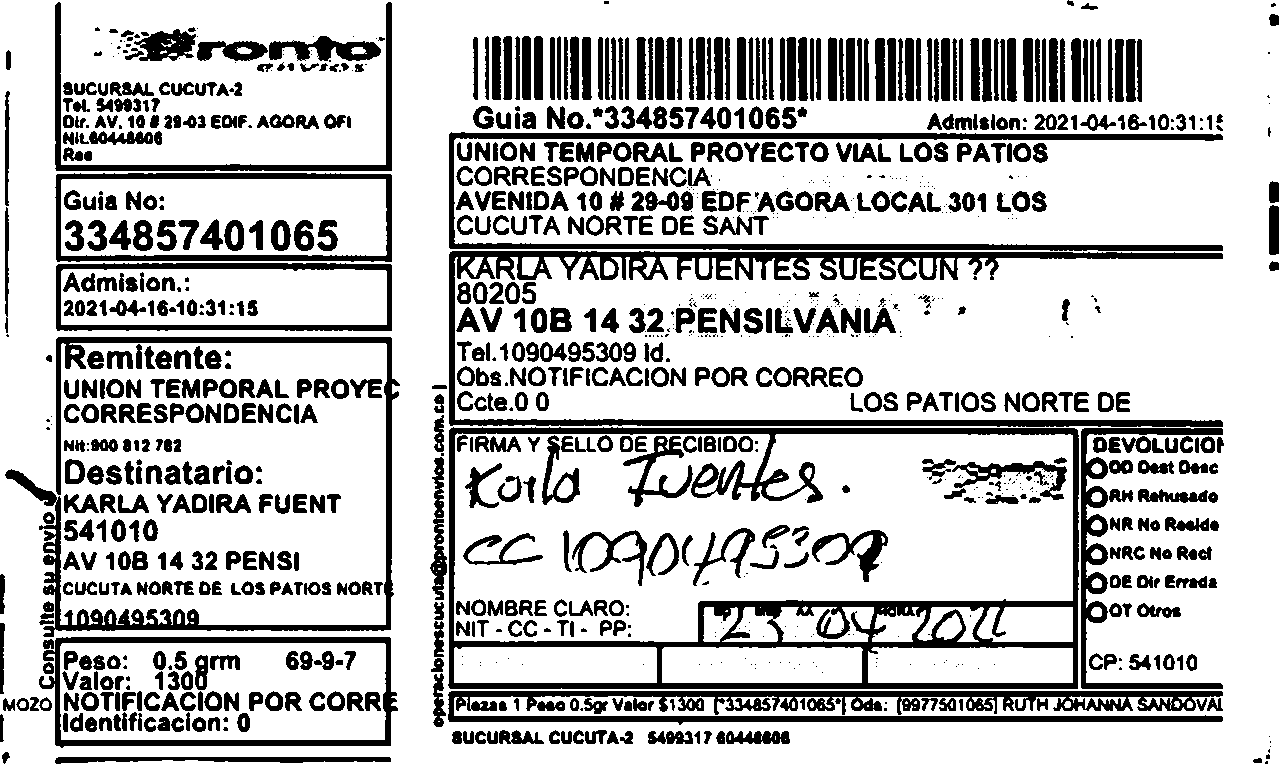 Pronto
envios
SUCURSAL CUCUTA-2
Tel. 5499317
Dir. AV. 10 # 29-03 EDIF. AGORA OFI
Nit.60448606
Res
Guia No:
334857401065
Admision.:
2021-04-16-10:31:15
Remitente:
UNION TEMPORAL PROYEC
CORRESPONDENCIA
Nit:900 812 782
Destinatario:
KARLA YADIRA FUENT
541010
AV 10B 14 32 PENSI
CUCUTA NORTE DE LOS PATIOS NORTE
1090495309
Peso: 0.5 grm 69-9-7
Valor: 1300
NOTIFICACION POR CORRE
Identificacion: 0
MOZO
Consulte su envio
operacionescucuta@prontoenvios.com.co |
Guia No.*334857401065*
Admision: 2021-04-16-10:31:15
UNION TEMPORAL PROYECTO VIAL LOS PATIOS
CORRESPONDENCIA
AVENIDA 10 # 29-09 EDF AGORA LOCAL 301 LOS
CUCUTA NORTE DE SANT
KARLA YADIRA FUENTES SUESCUN ??
80205
AV 10B 14 32 PENSILVANIA
Tel.1090495309 Id.
Obs.NOTIFICACION POR CORREO
Ccte.0 0 LOS PATIOS NORTE DE
FIRMA Y SELLO DE RECIBIDO:
Karla Fuentes.
CC 1090495309
NOMBRE CLARO:
NIT - CC - TI - PP:
23 04 2021
DEVOLUCION
DD Dest Desc
RH Rehusado
NR No Reside
NRC No Recl
DE Dir Errada
OT Otros
CP: 541010
Piezas 1 Peso 0.5gr Valor $1300 [*334857401065*] Ods: [9977501065] RUTH JOHANNA SANDOVAL
SUCURSAL CUCUTA-2 5499317 60448606